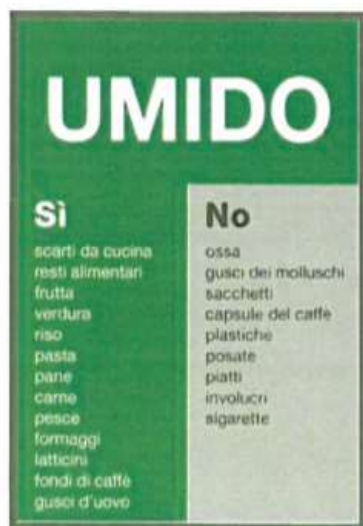 UMIDO
Sì
scarti da cucina
resti alimentari
frutta
verdura
riso
pasta
pane
carne
pesce
formaggi
latticini
fondi di caffè
gusci d'uovo
No
ossa
gusci dei molluschi
sacchetti
capsule del caffè
plastiche
posate
piatti
involucri
sigarette